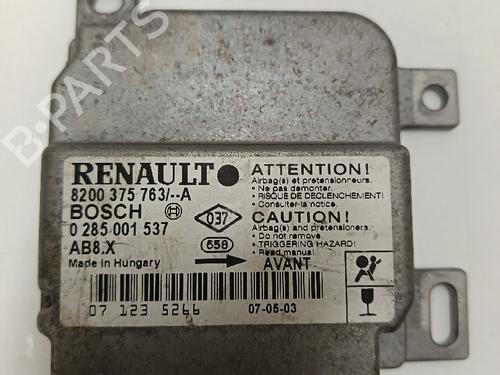 B-PARTS
RENAULT
8200 375 763/--A
BOSCH
0 285 001 537
AB8.X
Made in Hungary
037
658
ATTENTION!
Airbag(s) et pretensionneurs.
Ne pas demonter.
RISQUE de DECLENCHEMENT!
Consulter la notice.
CAUTION!
Airbag(s) and pretensioners.
Do not remove.
TRIGGERING HAZARD!
Read manual.
AVANT
07 123 5266
07-05-03